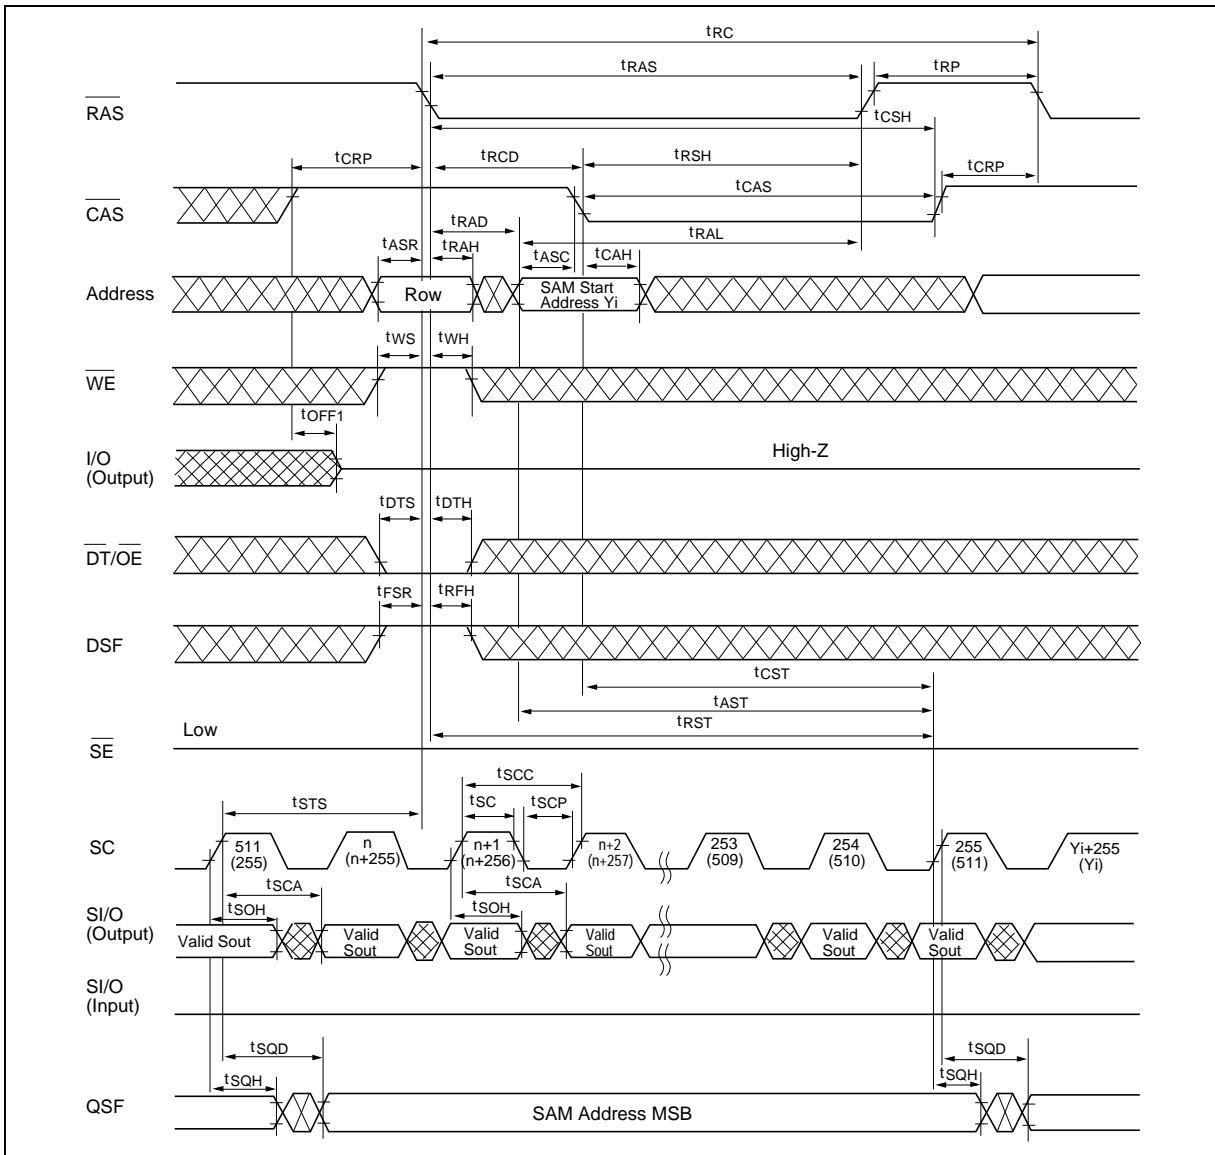 tRC
tRAS
tRP
RAS
tCSH
tCRP
tRCD
tRSH
tCRP
tCAS
CAS
tRAD
tRAL
tASR
tRAH
tASC
tCAH
Address
Row
SAM Start
Address Yi
tWS
tWH
WE
tOFF1
I/O
(Output)
High-Z
tDTS
tDTH
DT/OE
tFSR
tRFH
DSF
tCST
tAST
tRST
Low
SE
tSCC
tSTS
tSC
tSCP
SC
511
(255)
n
(n+255)
n+1
(n+256)
n+2
(n+257)
253
(509)
254
(510)
255
(511)
Yi+255
(Yi)
tSCA
tSCA
tSOH
tSOH
SI/O
(Output)
Valid Sout
Valid
Sout
Valid
Sout
Valid
Sout
Valid
Sout
Valid
Sout
SI/O
(Input)
tSQD
tSQD
tSQH
tSQH
QSF
SAM Address MSB